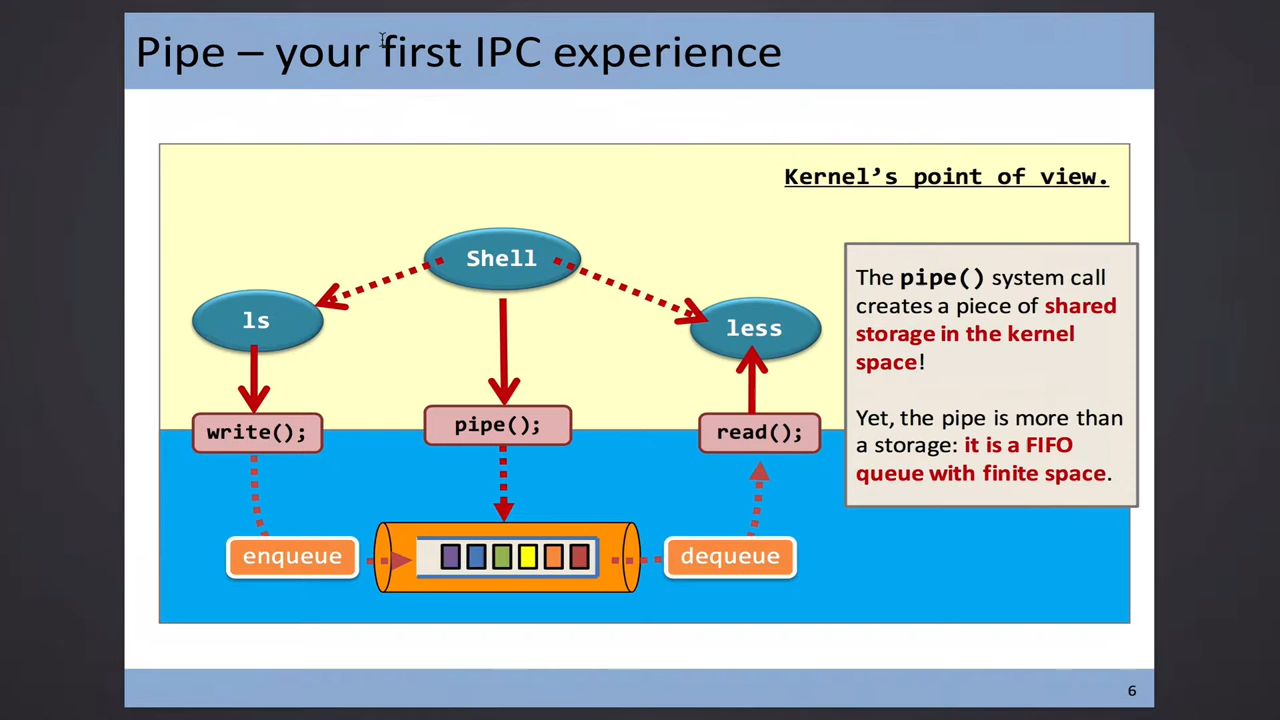 Pipe – your first IPC experience
Kernel’s point of view.
Shell
ls
less
write();
pipe();
read();
enqueue
dequeue
The pipe() system call
creates a piece of shared
storage in the kernel
space!
Yet, the pipe is more than
a storage: it is a FIFO
queue with finite space.
6